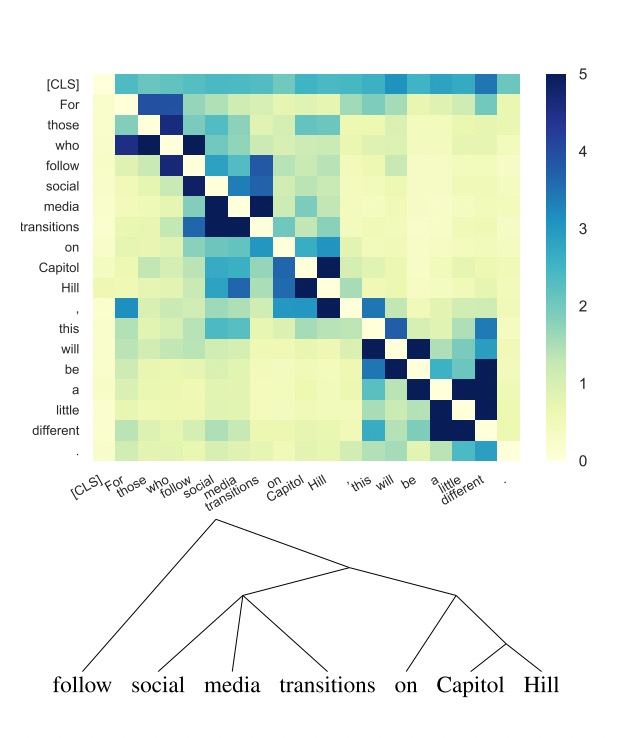 [CLS]
For
those
who
follow
social
media
transitions
on
Capitol
Hill
,
this
will
be
a
little
different
.
5
4
3
2
1
0
[CLS] For those who follow social media transitions on Capitol Hill , this will be a little different .
follow social media transitions on Capitol Hill